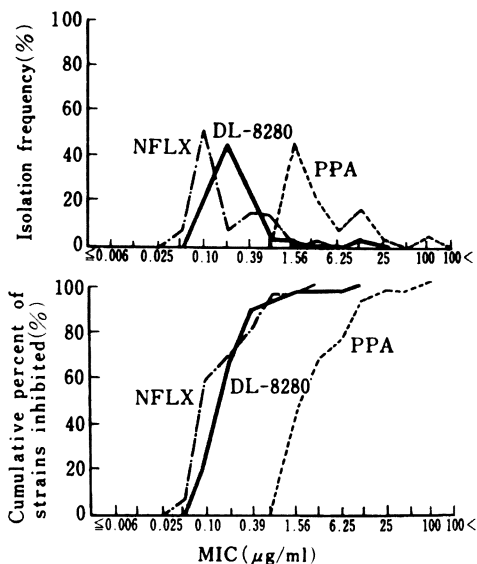 Isolation frequency(%)
100
80
60
40
20
0
NFLX
DL-8280
PPA
≦0.006 0.025 0.10 0.39 1.56 6.25 25 100 100<
Cumulative percent of
strains inhibited(%)
100
80
60
40
20
0
NFLX
DL-8280
PPA
≦0.006 0.025 0.10 0.39 1.56 6.25 25 100 100<
MIC(μg/ml)